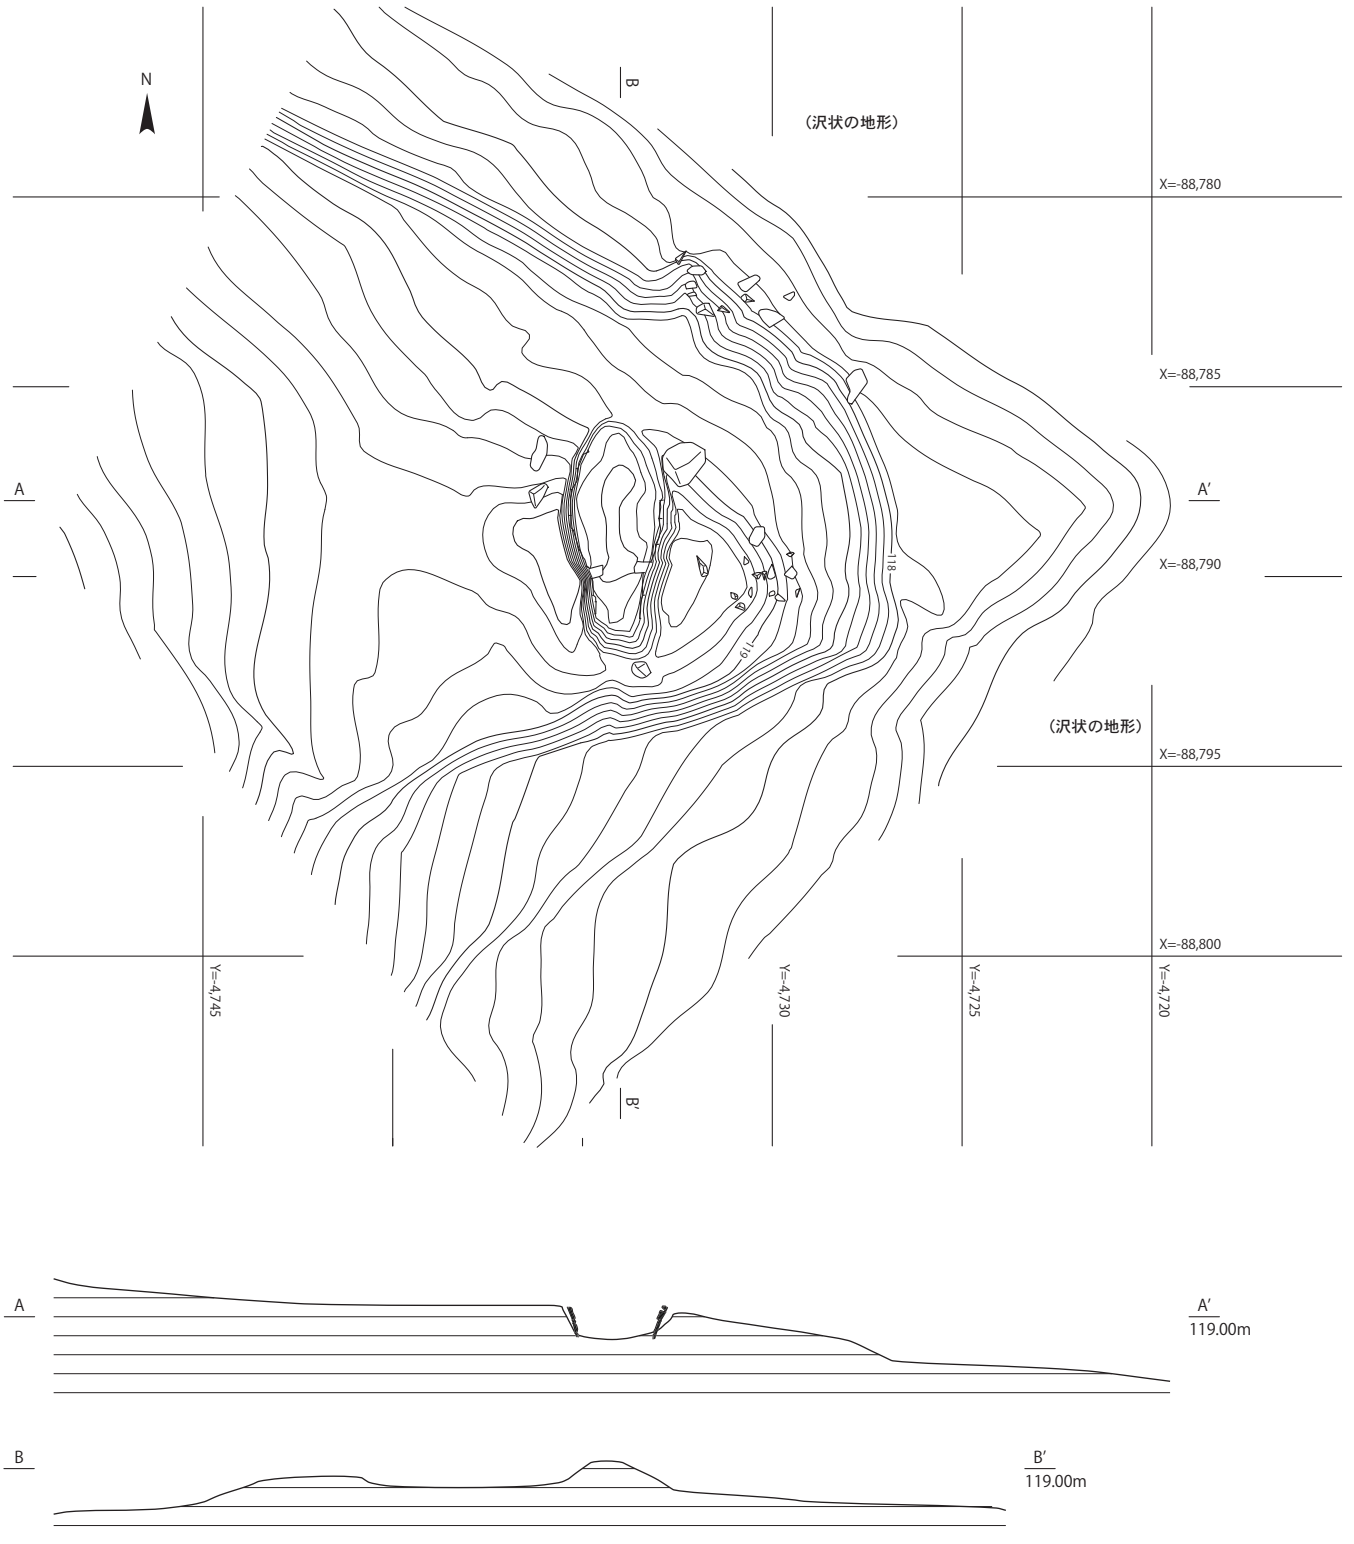 N
B
（沢状の地形）
X=-88,780
X=-88,785
A
A′
X=-88,790
118
119
（沢状の地形）
X=-88,795
X=-88,800
Y=-4,745
Y=-4,730
Y=-4,725
Y=-4,720
B′
A
A′
119.00m
B
B′
119.00m